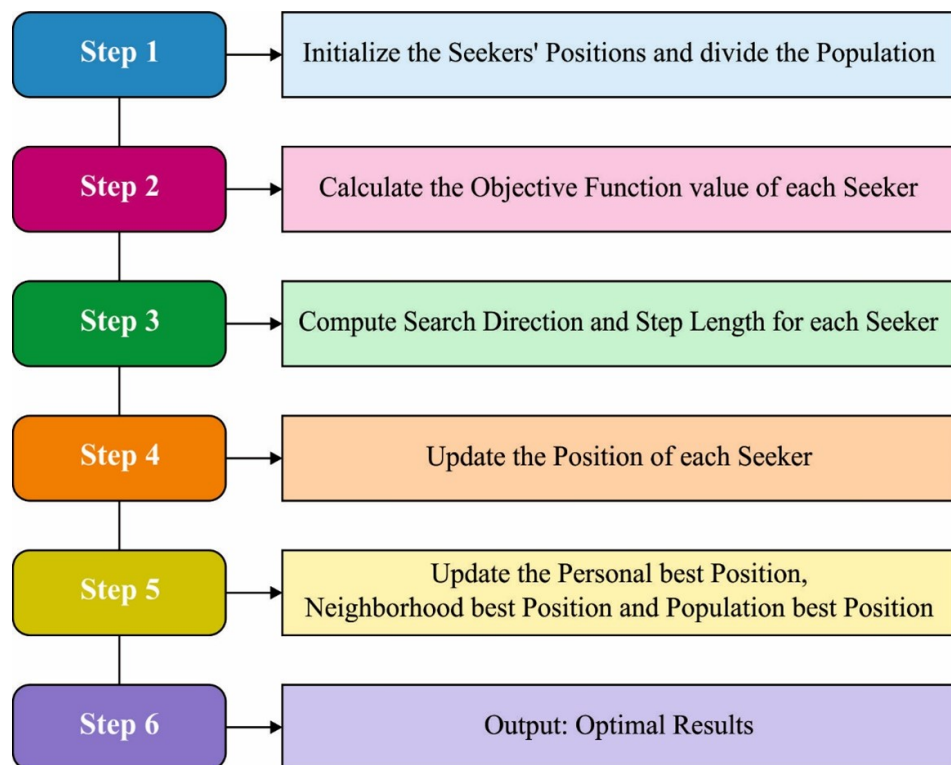 Step 1
Initialize the Seekers' Positions and divide the Population
Step 2
Calculate the Objective Function value of each Seeker
Step 3
Compute Search Direction and Step Length for each Seeker
Step 4
Update the Position of each Seeker
Step 5
Update the Personal best Position,
Neighborhood best Position and Population best Position
Step 6
Output: Optimal Results